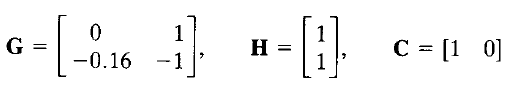 G = [ 0 1 ; -0.16 -1 ], H = [ 1 ; 1 ], C = [1 0]